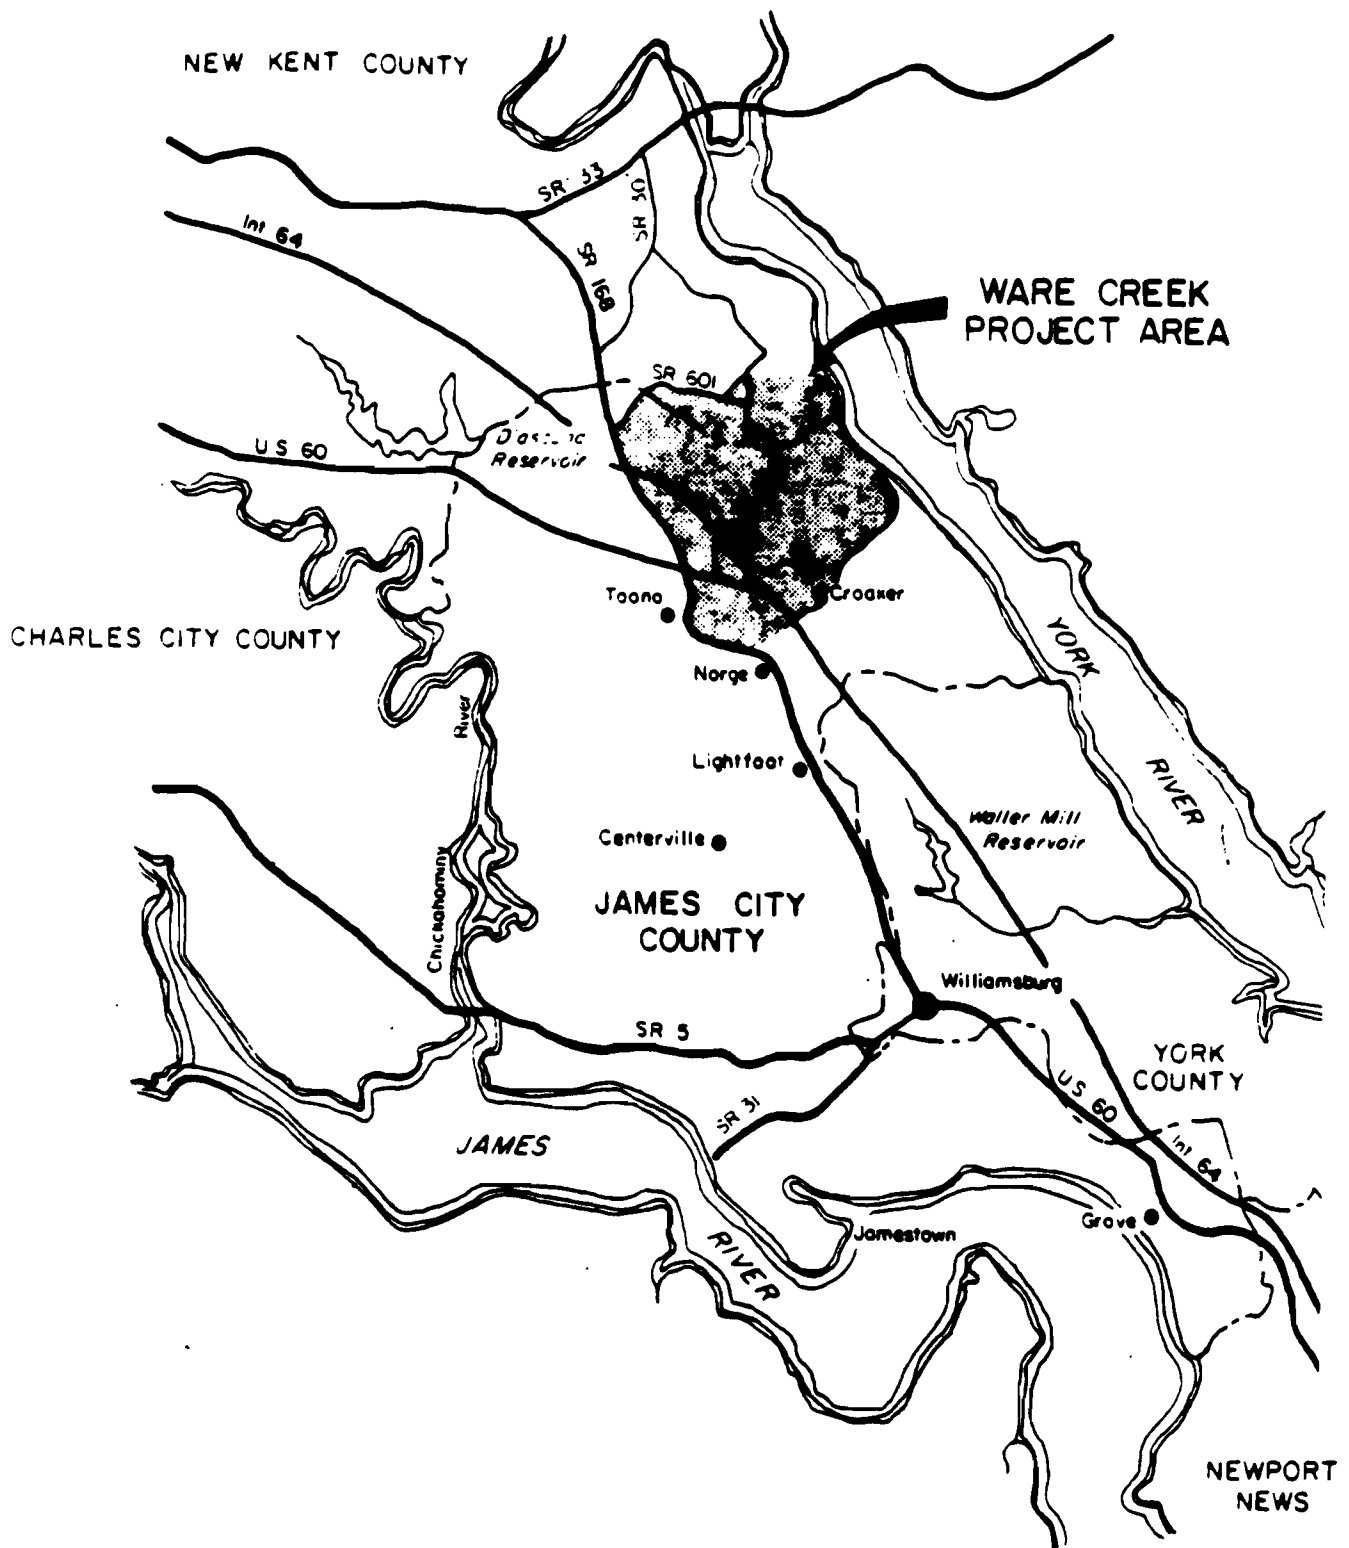 NEW KENT COUNTY
SR 33
SR 30
Int 64
SR 168
WARE CREEK
PROJECT AREA
SR 601
US 60
Reservoir
Toano
Croaker
CHARLES CITY COUNTY
YORK
RIVER
Norge
River
Lightfoot
Waller Mill
Reservoir
Centerville
Chickahominy
JAMES CITY
COUNTY
Williamsburg
SR 5
YORK
COUNTY
US 60
SR 31
Int 64
JAMES
RIVER
Jamestown
Grove
NEWPORT
NEWS